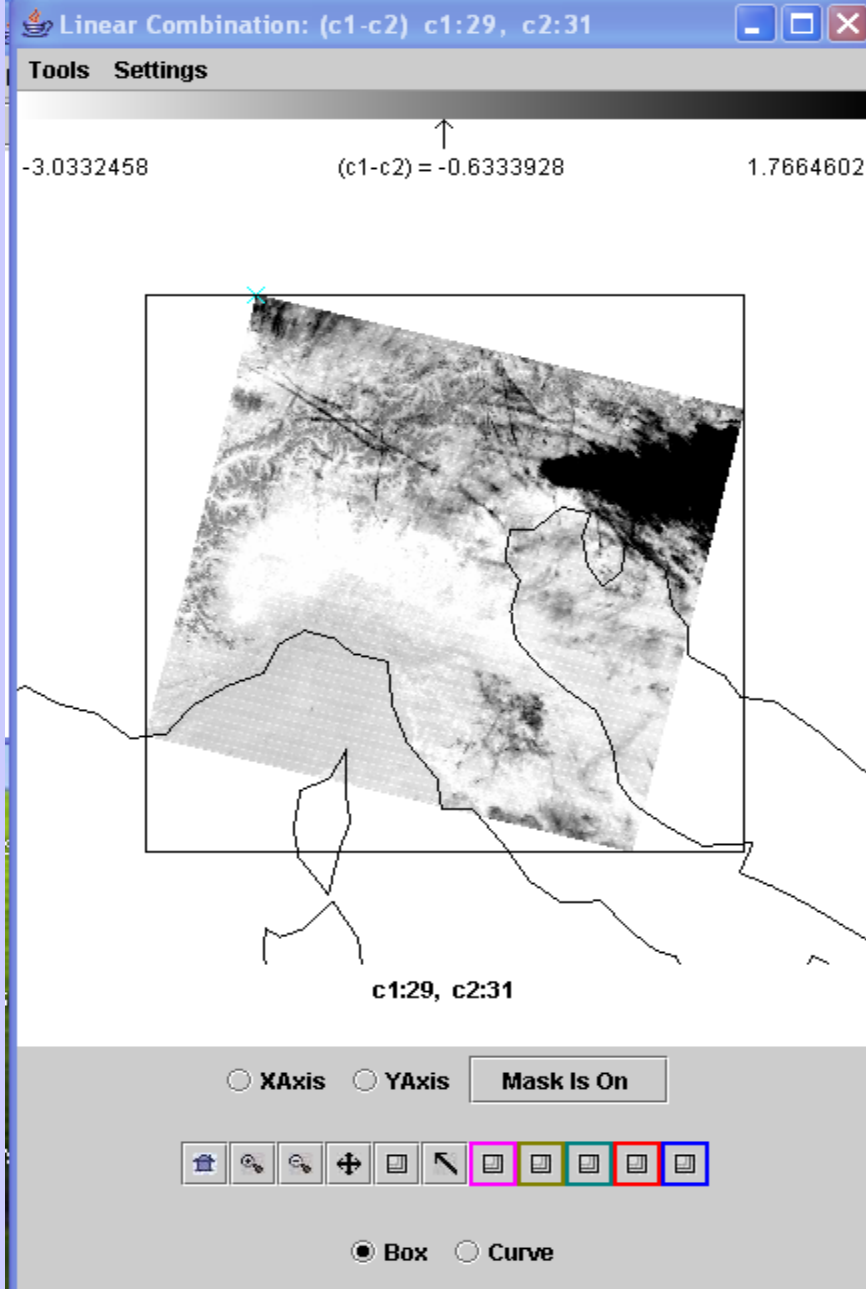 Linear Combination: (c1-c2) c1:29, c2:31
Tools Settings
-3.0332458 (c1-c2) = -0.6333928 1.7664602
c1:29, c2:31
XAxis YAxis Mask Is On
Box Curve